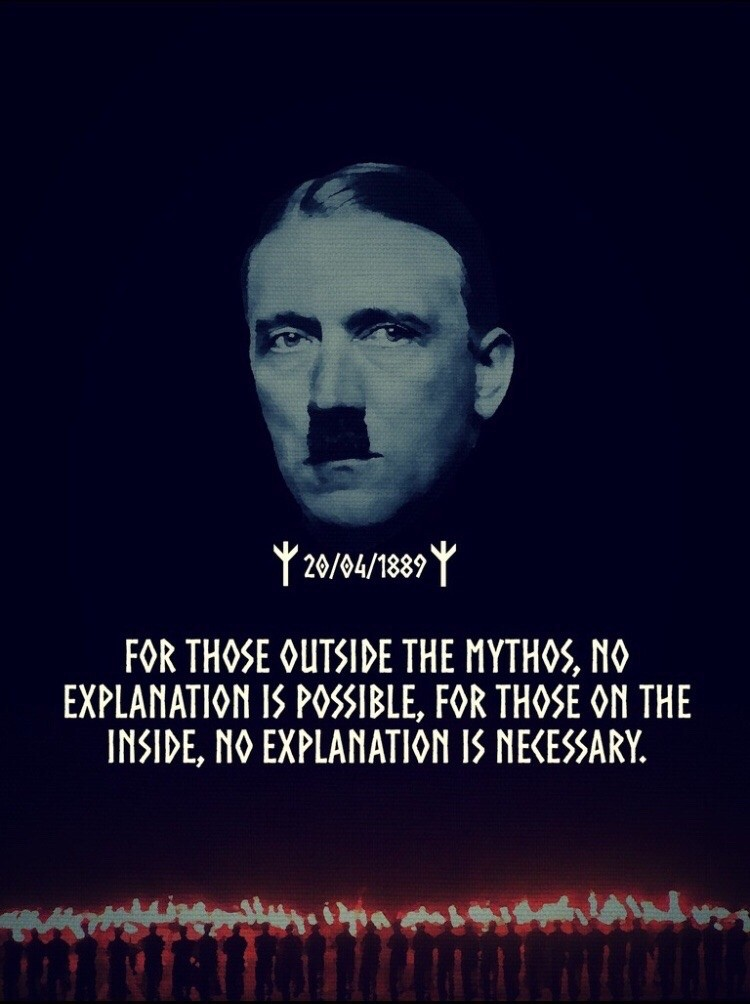 ᛉ 20/04/1889 ᛉ
FOR THOSE OUTSIDE THE MYTHOS, NO
EXPLANATION IS POSSIBLE, FOR THOSE ON THE
INSIDE, NO EXPLANATION IS NECESSARY.